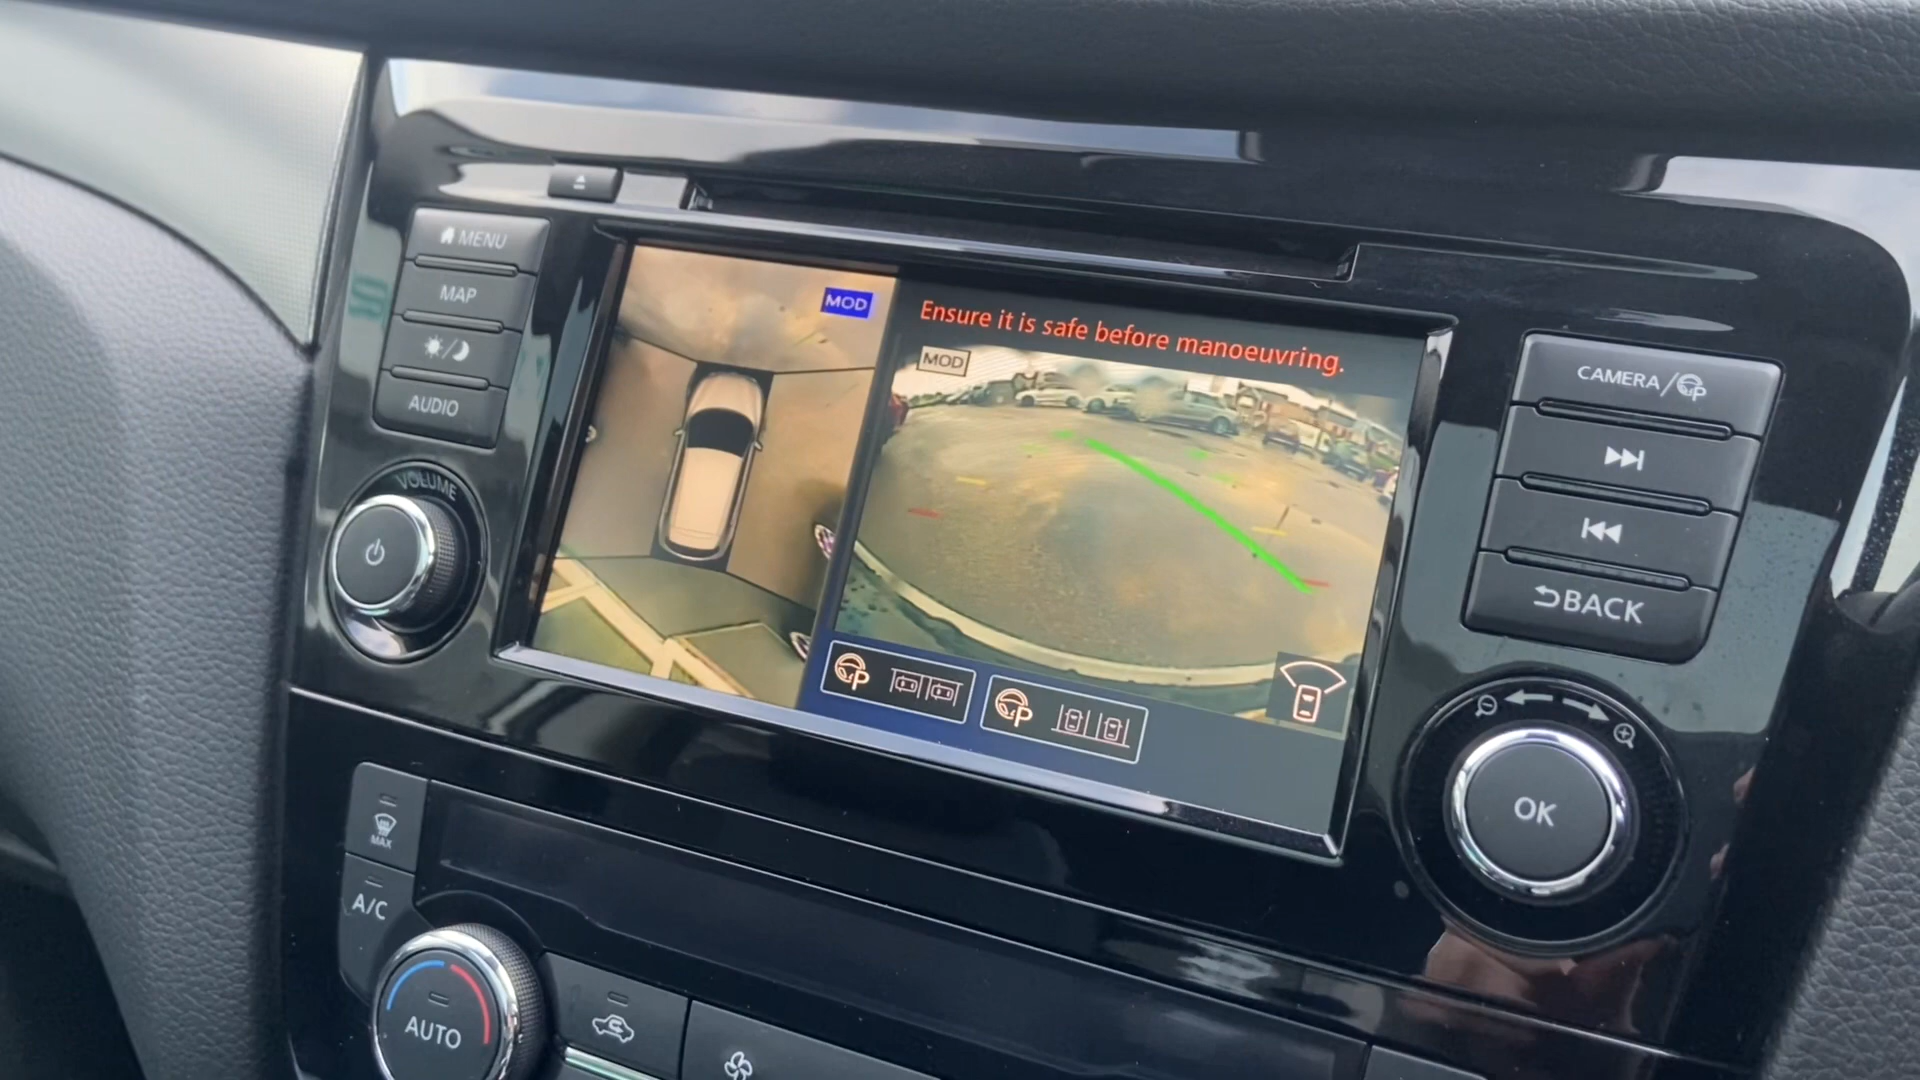 MENU
MAP
AUDIO
VOLUME
MOD
Ensure it is safe before manoeuvring.
MOD
P
P
CAMERA/P
BACK
OK
MAX
A/C
AUTO